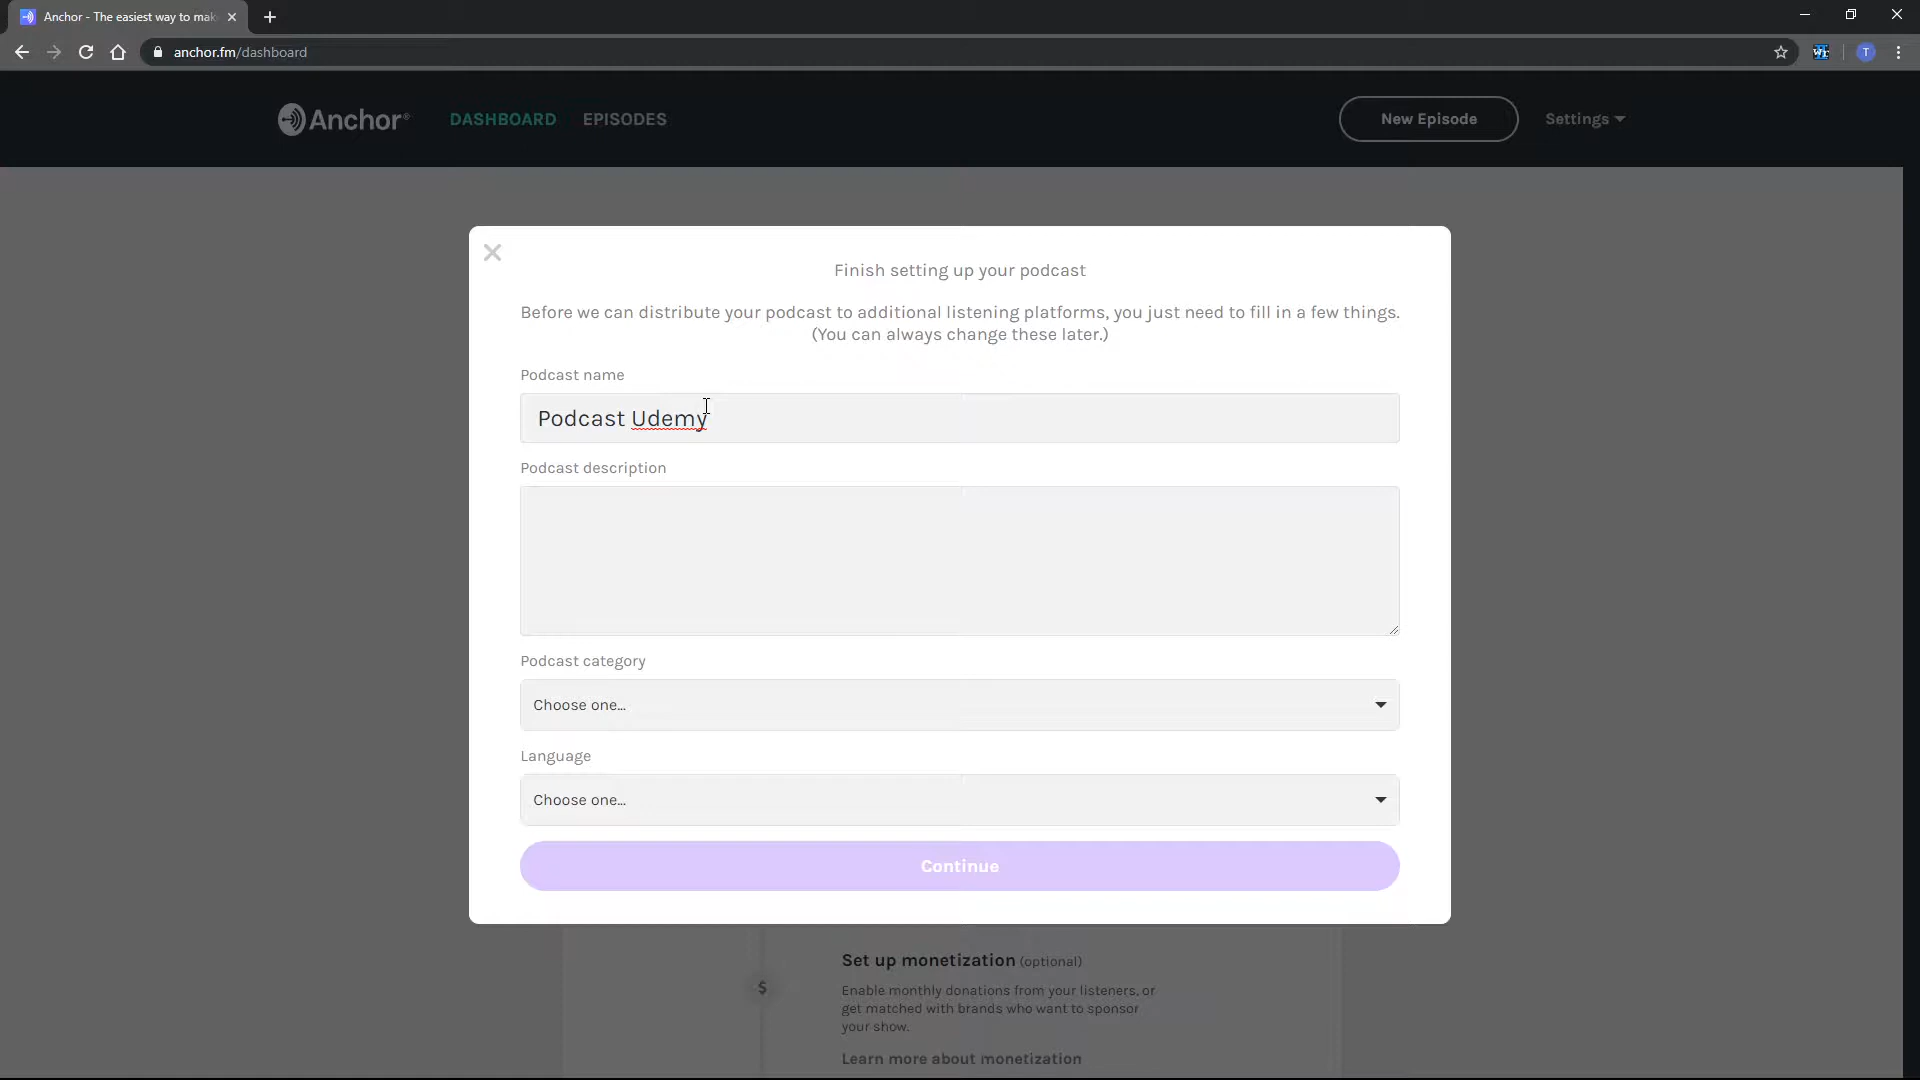 Anchor - The easiest way to mak
anchor.fm/dashboard
T
Anchor®
DASHBOARD
EPISODES
New Episode
Settings
Finish setting up your podcast
Before we can distribute your podcast to additional listening platforms, you just need to fill in a few things.
(You can always change these later.)
Podcast name
Podcast Udemy
Podcast description
Podcast category
Choose one...
Language
Choose one...
Continue
$
Set up monetization (optional)
Enable monthly donations from your listeners, or
get matched with brands who want to sponsor
your show.
Learn more about monetization